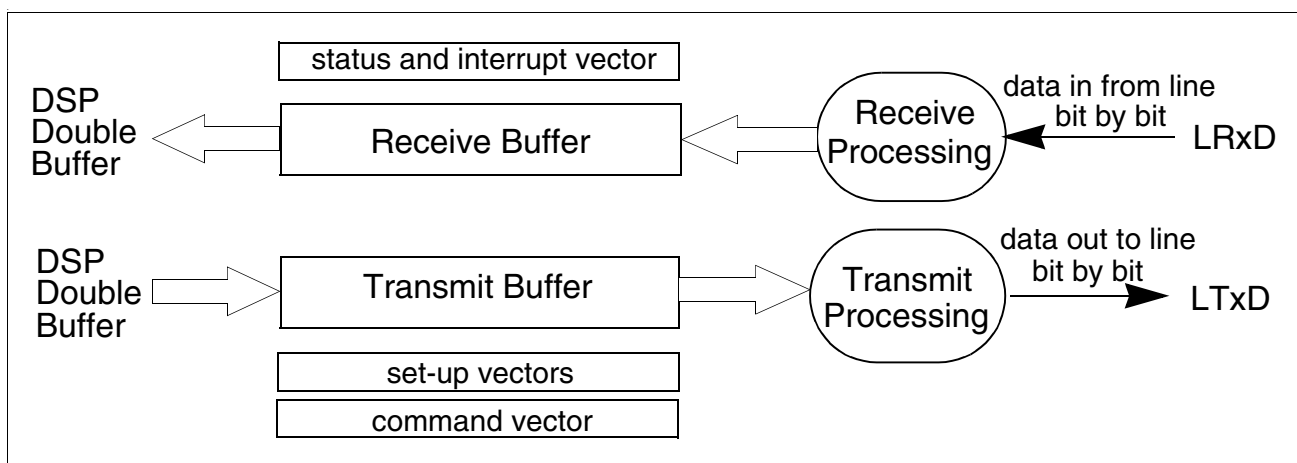 status and interrupt vector
DSP
Double
Buffer
Receive Buffer
Receive
Processing
data in from line
bit by bit
LRxD
DSP
Double
Buffer
Transmit Buffer
Transmit
Processing
data out to line
bit by bit
LTxD
set-up vectors
command vector